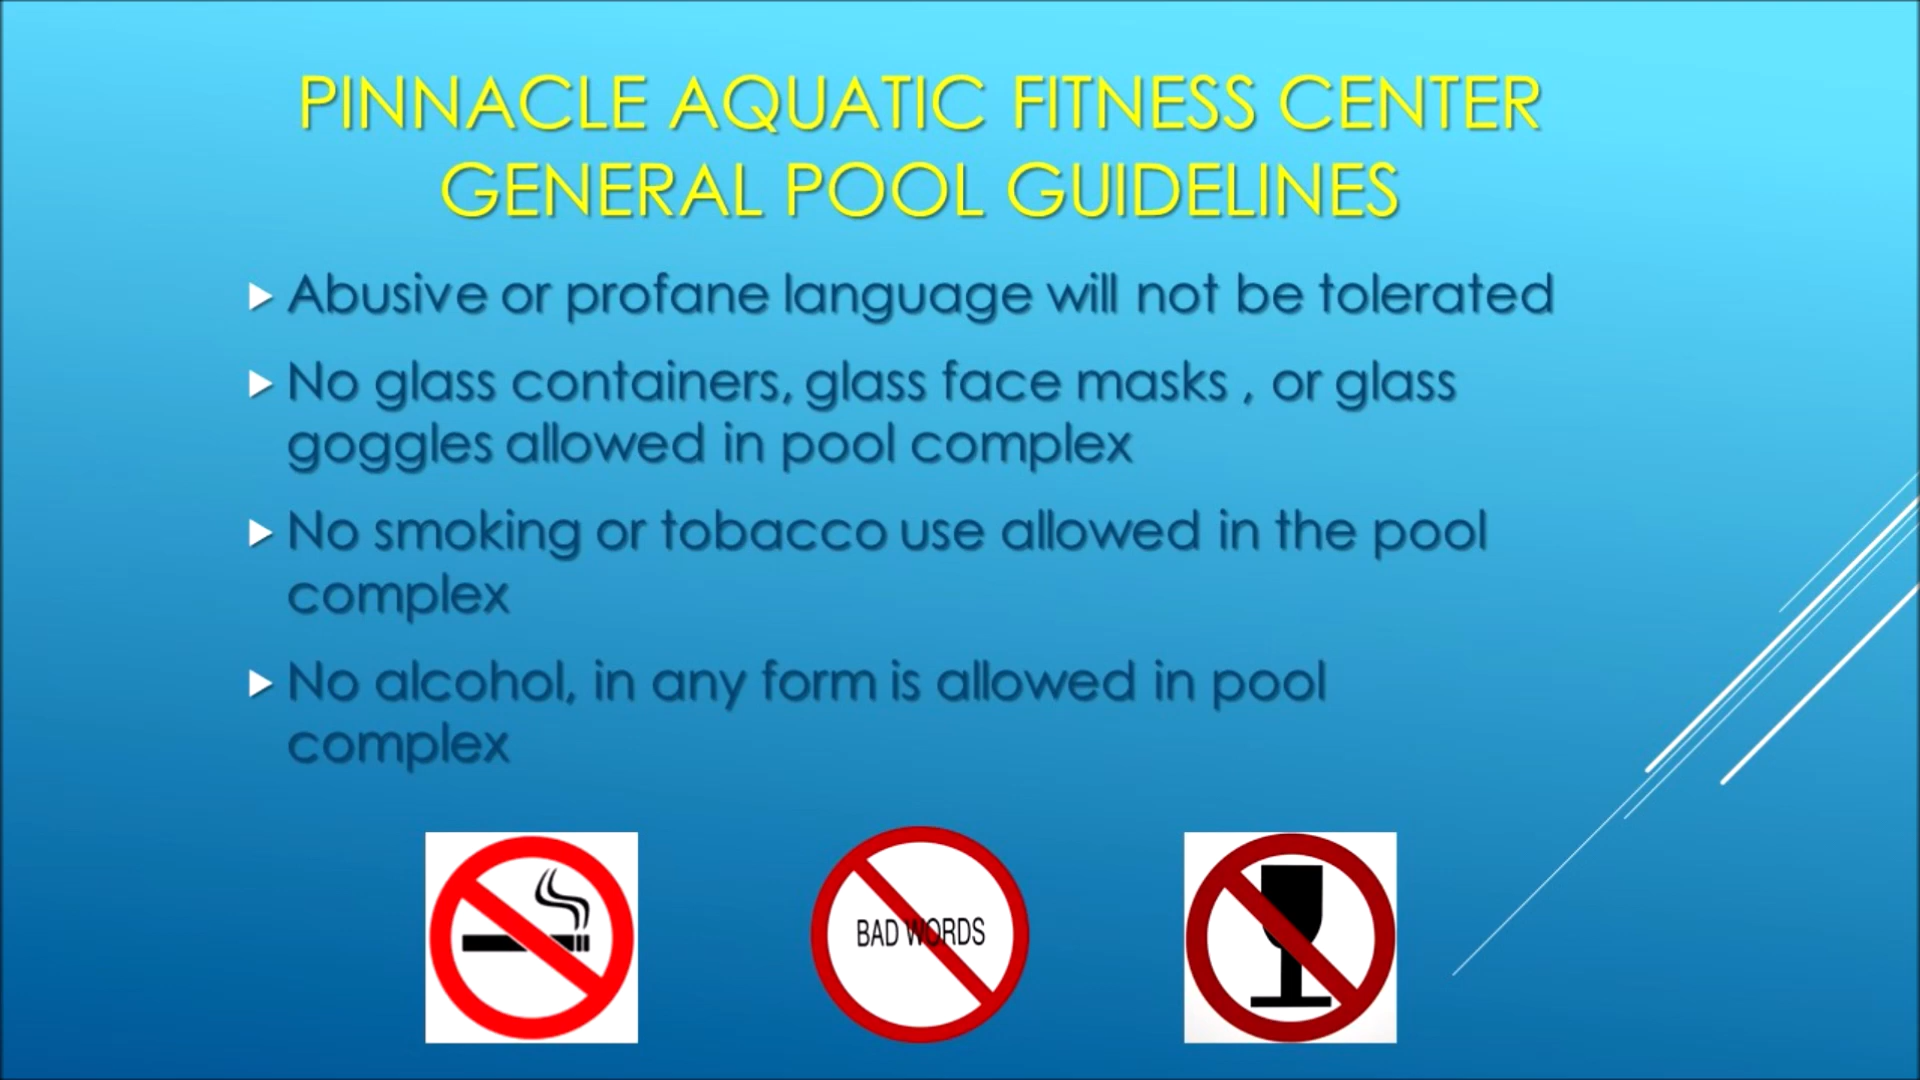 PINNACLE AQUATIC FITNESS CENTER
GENERAL POOL GUIDELINES
Abusive or profane language will not be tolerated
No glass containers, glass face masks , or glass
goggles allowed in pool complex
No smoking or tobacco use allowed in the pool
complex
No alcohol, in any form is allowed in pool
complex
BAD WORDS